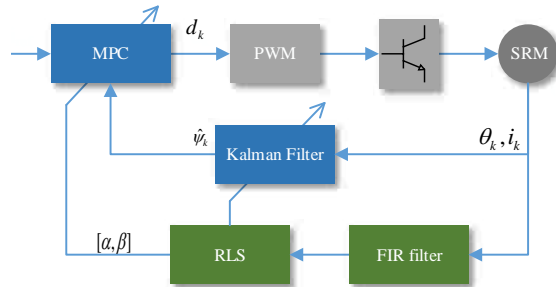 MPC
d_k
PWM
SRM
ψ̂_k
Kalman Filter
θ_k, i_k
[α, β]
RLS
FIR filter